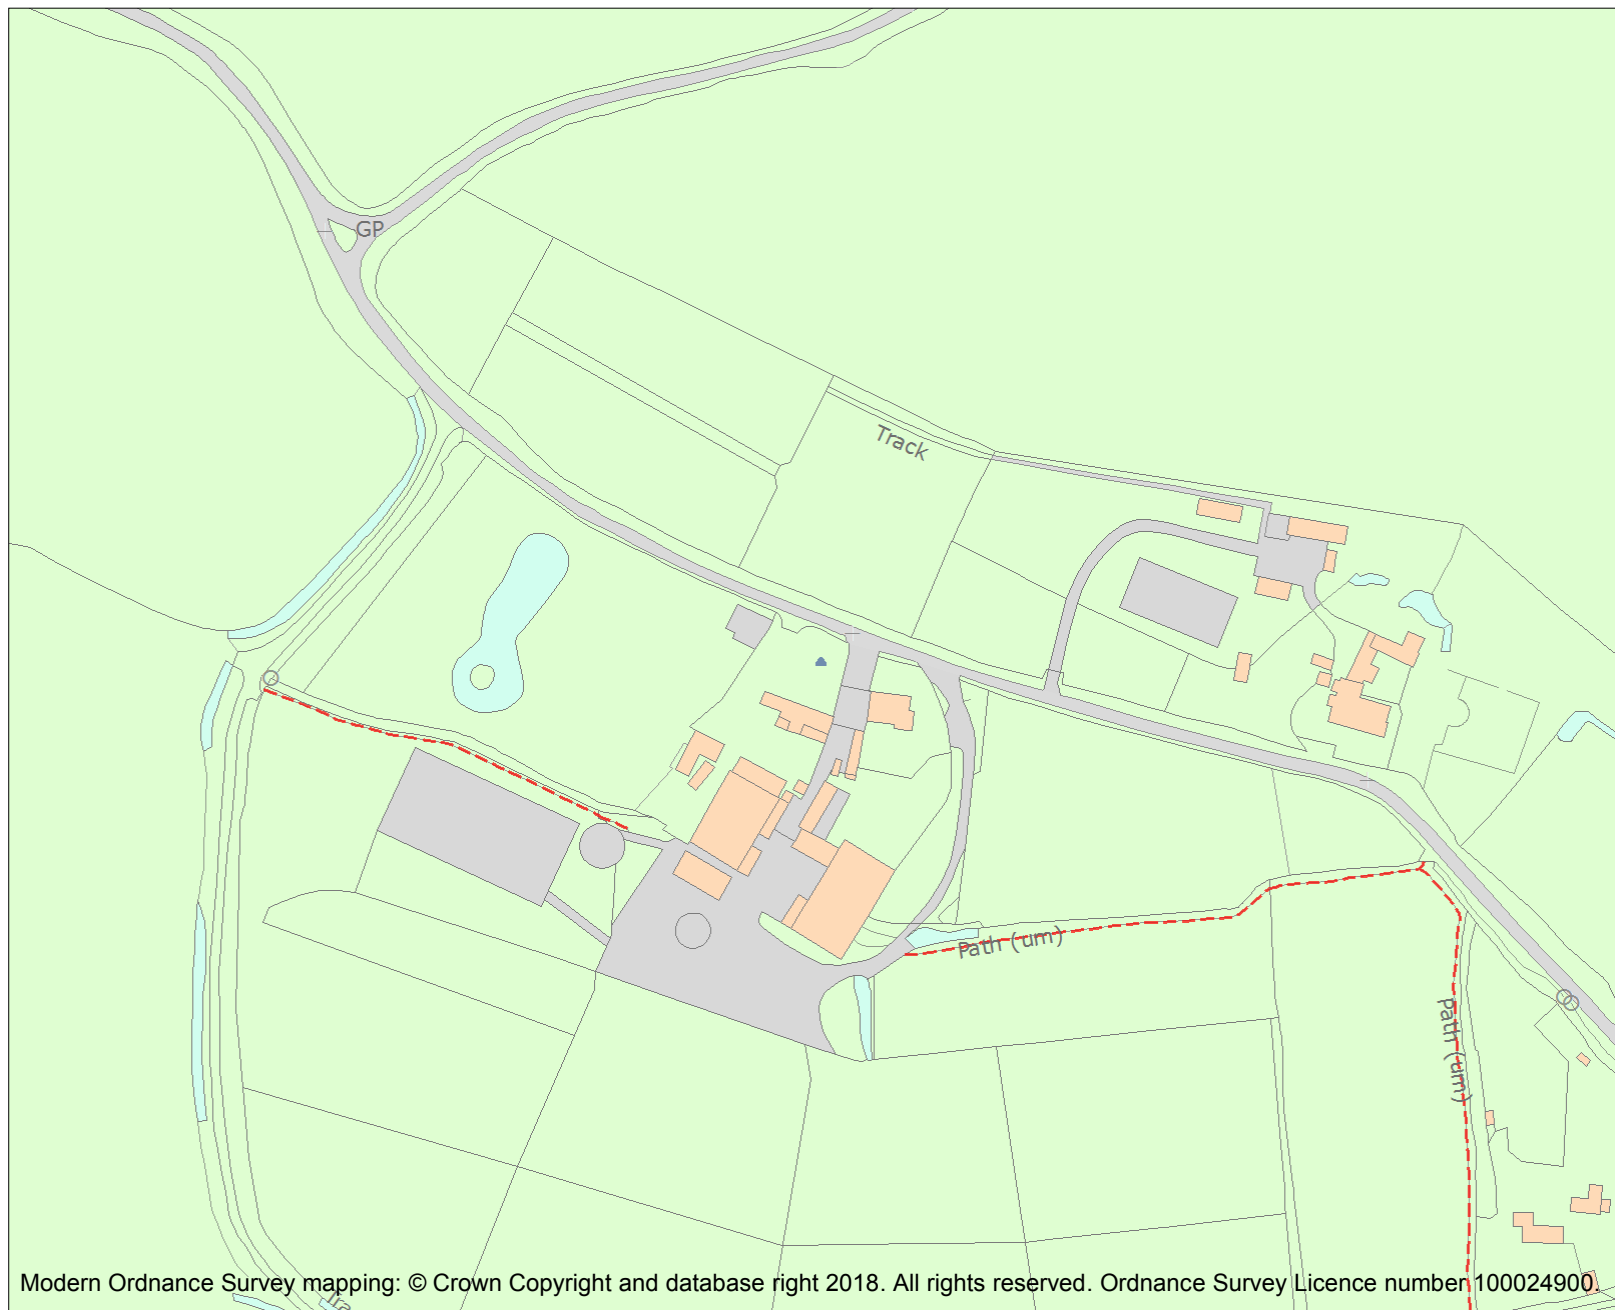 GP
Track
Path (um)
Path (um)
Modern Ordnance Survey mapping: © Crown Copyright and database right 2018. All rights reserved. Ordnance Survey Licence number 100024900.